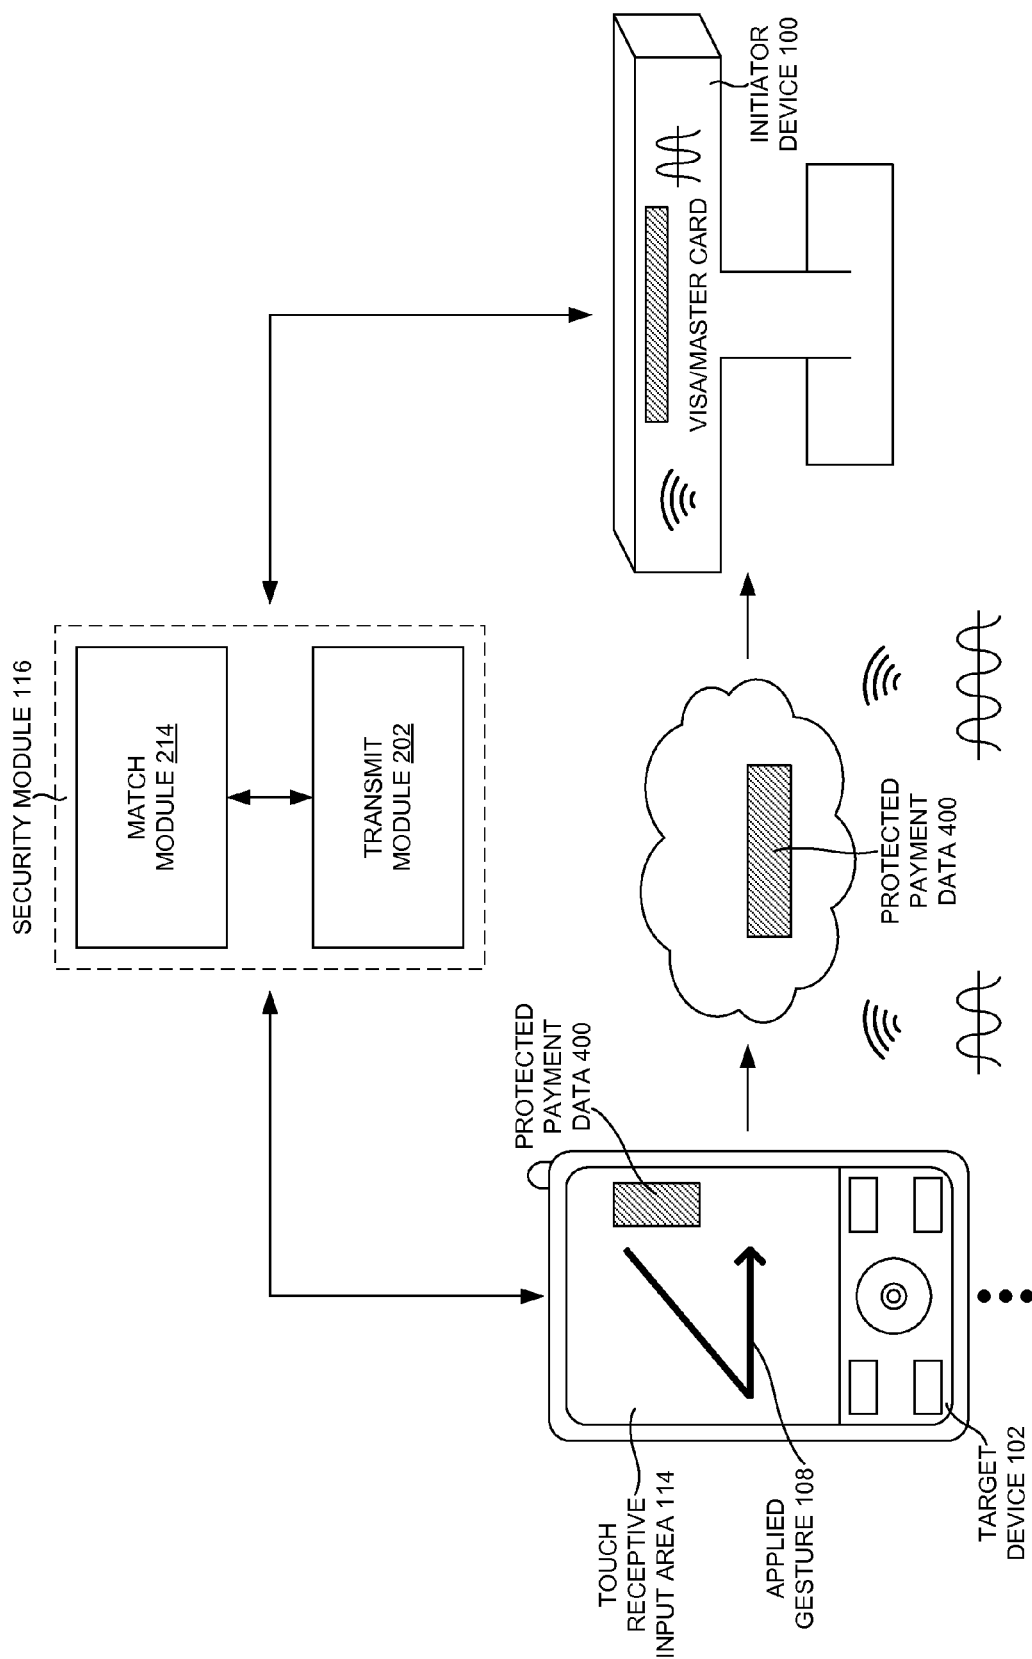 SECURITY MODULE 116
MATCH
MODULE 214
TRANSMIT
MODULE 202
PROTECTED
PAYMENT
DATA 400
TOUCH
RECEPTIVE
INPUT AREA 114
APPLIED
GESTURE 108
TARGET
DEVICE 102
PROTECTED
PAYMENT
DATA 400
VISA/MASTER CARD
INITIATOR
DEVICE 100